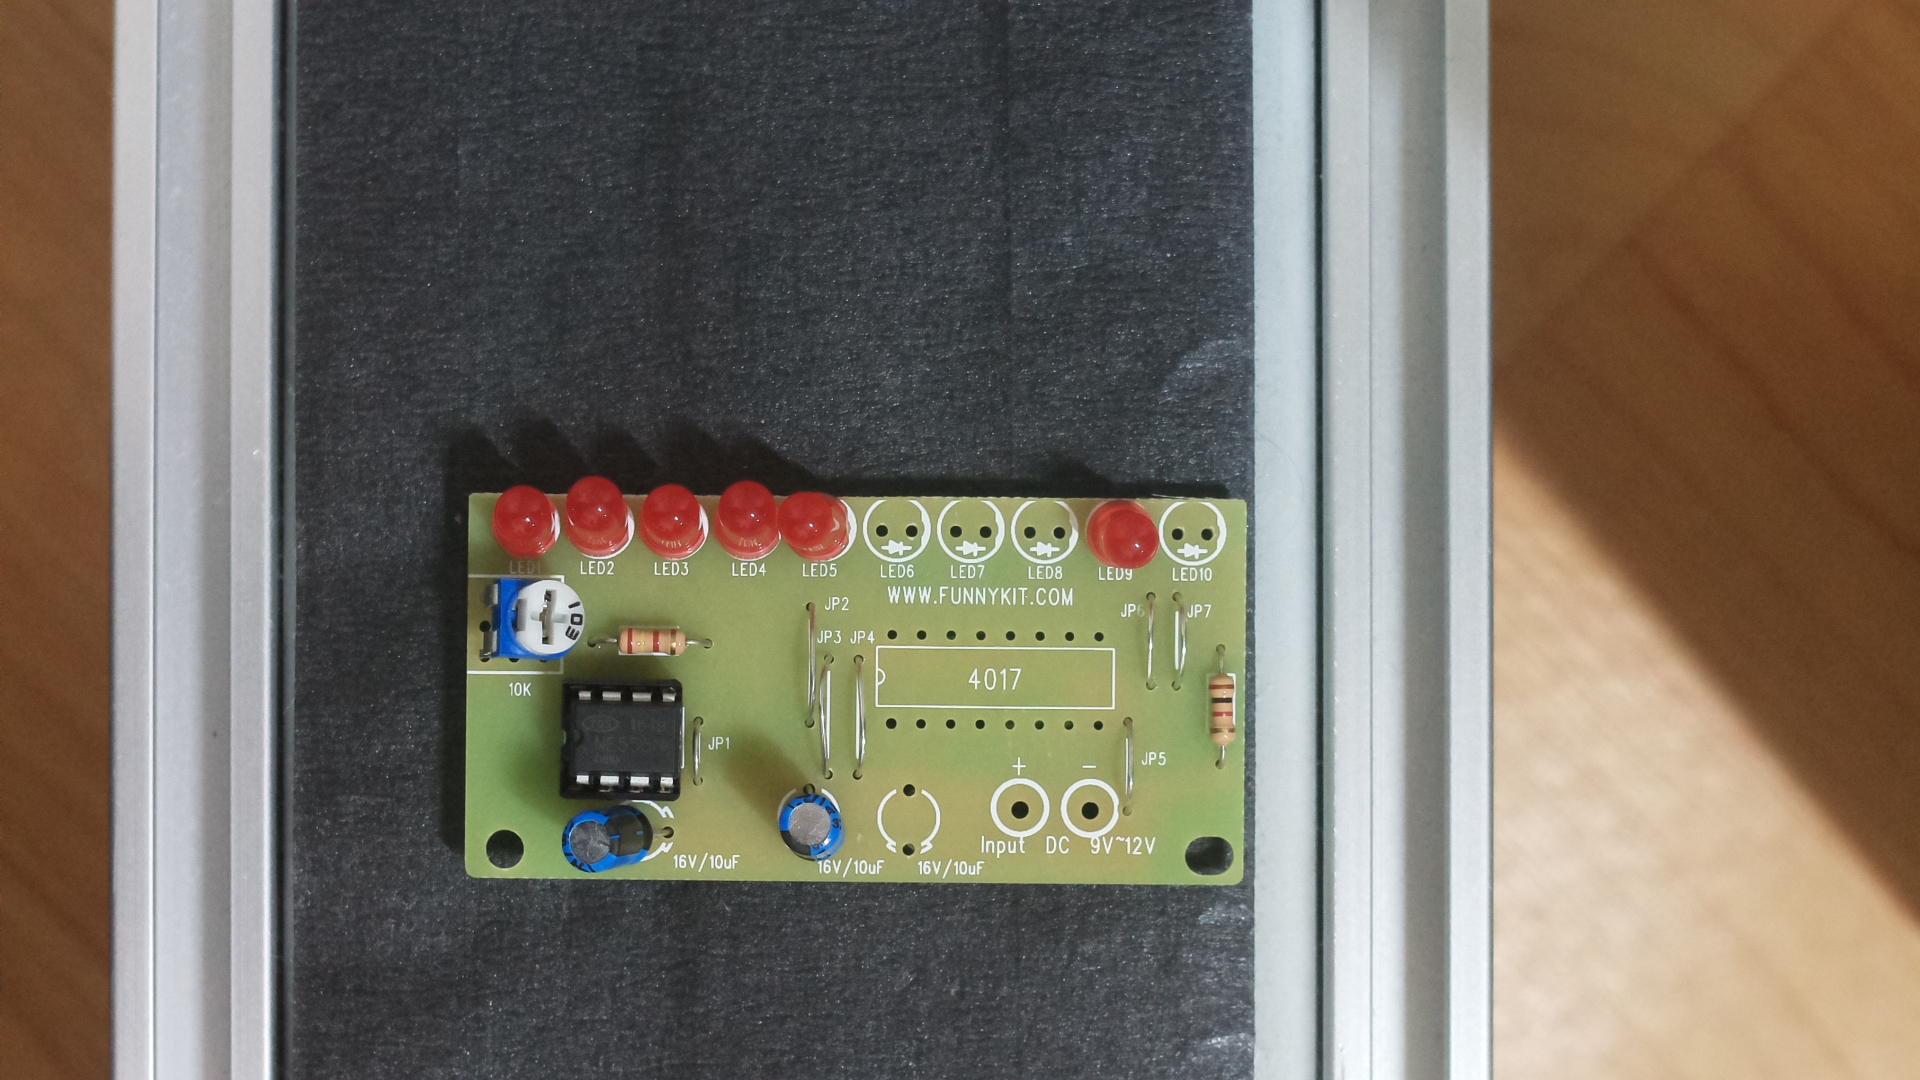 LED1 LED2 LED3 LED4 LED5 LED6 LED7 LED8 LED9 LED10
WWW.FUNNYKIT.COM
JP2 JP6 JP7
JP3 JP4
103
10K
4017
JP1
JP5
+ −
Input DC 9V~12V
16V/10uF 16V/10uF 16V/10uF